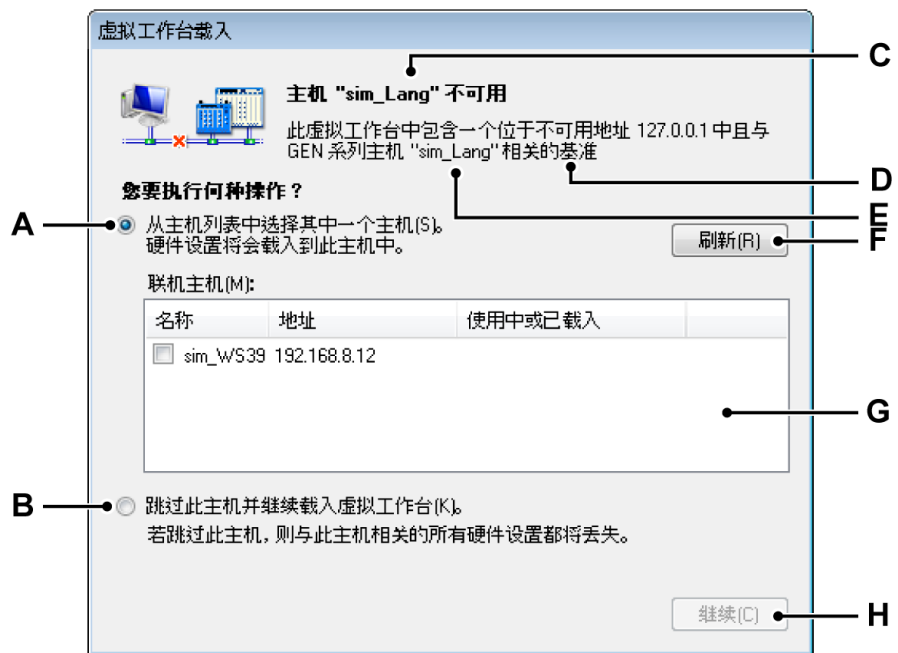 虚拟工作台载入
C
主机 "sim_Lang" 不可用
此虚拟工作台中包含一个位于不可用地址 127.0.0.1 中且与
GEN 系列主机 "sim_Lang" 相关的基准
D
您要执行何种操作？
E
A
从主机列表中选择其中一个主机(S)。
刷新(R)
F
硬件设置将会载入到此主机中。
联机主机(M):
名称 地址 使用中或已载入
sim_WS39 192.168.8.12
G
B
跳过此主机并继续载入虚拟工作台(K)。
若跳过此主机，则与此主机相关的所有硬件设置都将丢失。
继续(C)
H